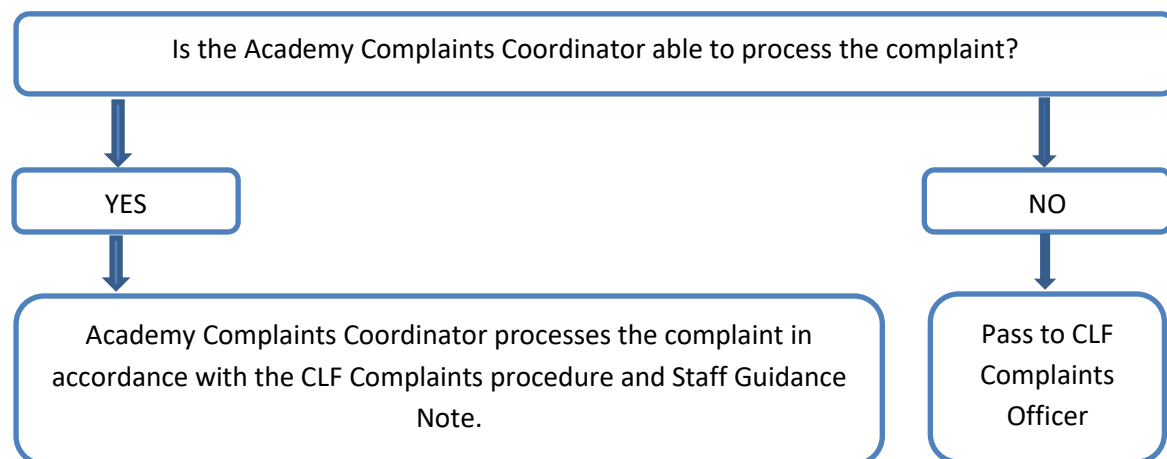 Is the Academy Complaints Coordinator able to process the complaint?
YES
NO
Academy Complaints Coordinator processes the complaint in
accordance with the CLF Complaints procedure and Staff Guidance
Note.
Pass to CLF
Complaints
Officer